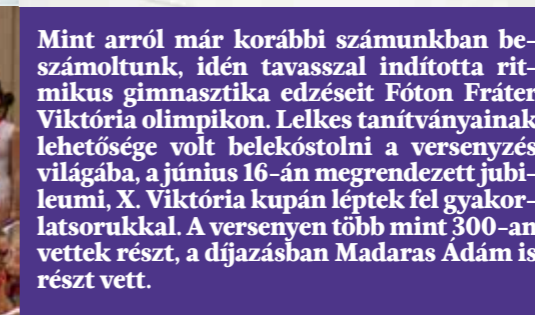 Mint arról már korábbi számunkban be-
számoltunk, idén tavasszal indította rit-
mikus gimnasztika edzéseit Fóton Fráter
Viktória olimpikon. Lelkes tanítványainak
lehetősége volt belekóstolni a versenyzés
világába, a június 16-án megrendezett jubi-
leumi, X. Viktória kupán léptek fel gyakor-
latsorukkal. A versenyen több mint 300-an
vettek részt, a díjazásban Madaras Ádám is
részt vett.